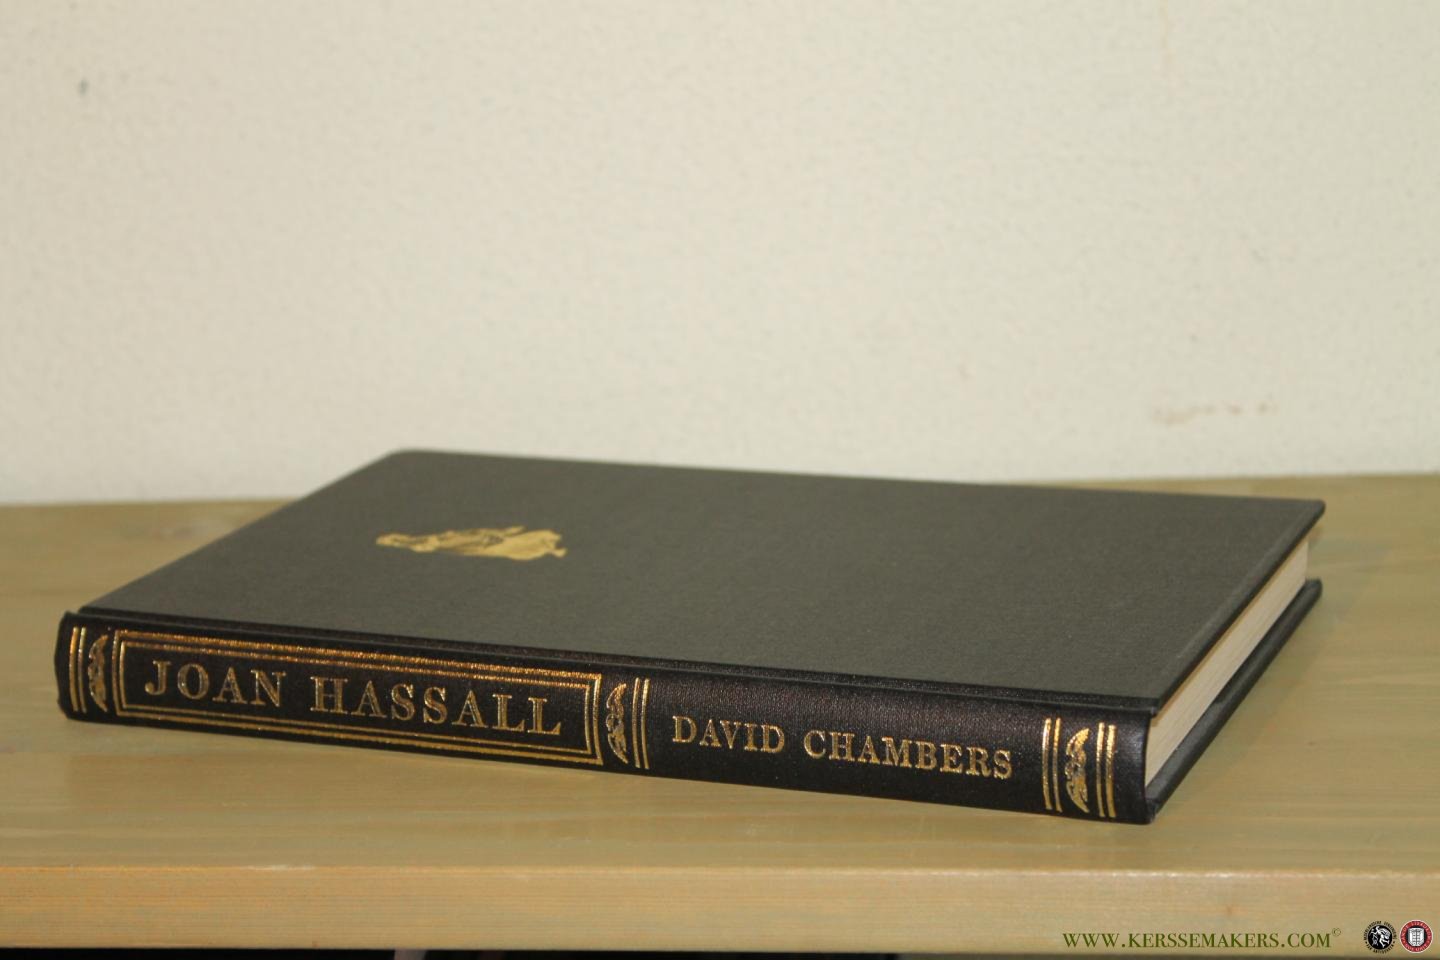 JOAN HASSALL
DAVID CHAMBERS
WWW.KERSSEMAKERS.COM©